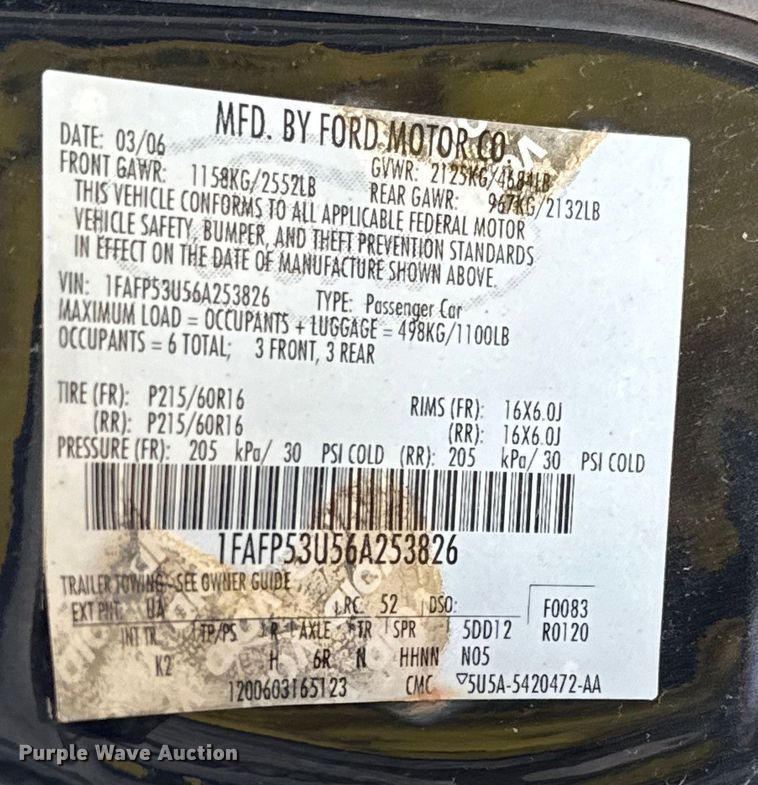 MFD. BY FORD MOTOR CO
DATE: 03/06 GVWR: 2125KG/4684LB
FRONT GAWR: 1158KG/2552LB REAR GAWR: 967KG/2132LB
THIS VEHICLE CONFORMS TO ALL APPLICABLE FEDERAL MOTOR
VEHICLE SAFETY, BUMPER, AND THEFT PREVENTION STANDARDS
IN EFFECT ON THE DATE OF MANUFACTURE SHOWN ABOVE.
VIN: 1FAFP53U56A253826 TYPE: Passenger Car
MAXIMUM LOAD = OCCUPANTS + LUGGAGE = 498KG/1100LB
OCCUPANTS = 6 TOTAL; 3 FRONT, 3 REAR
TIRE (FR): P215/60R16 RIMS (FR): 16X6.0J
(RR): P215/60R16 (RR): 16X6.0J
PRESSURE (FR): 205 kPa/ 30 PSI COLD (RR): 205 kPa/ 30 PSI COLD
1FAFP53U56A253826
TRAILER TOWING-SEE OWNER GUIDE
EXT PNT: UA RC: 52 DSO: F0083
INT TR TP/PS R AXLE TR SPR 5DD12 R0120
K2 H 6R N HHNN N05
1200603165123 CMC ▽5U5A-5420472-AA
Purple Wave Auction